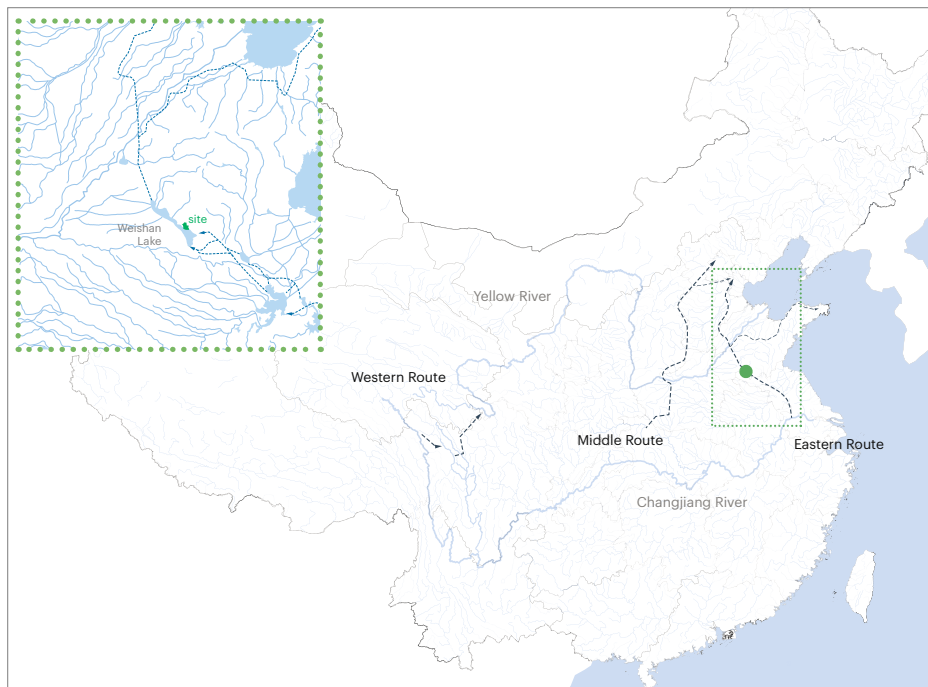 site
Weishan
Lake
Yellow River
Western Route
Middle Route
Eastern Route
Changjiang River